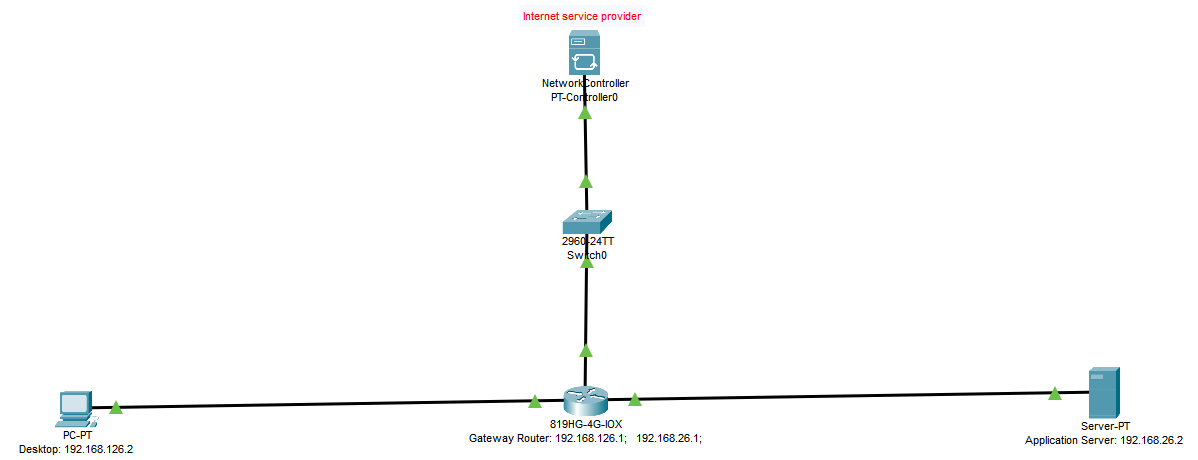 Internet service provider
NetworkController
PT-Controller0
2960-24TT
Switch0
819HG-4G-IOX
Gateway Router: 192.168.126.1;   192.168.26.1;
PC-PT
Desktop: 192.168.126.2
Server-PT
Application Server: 192.168.26.2